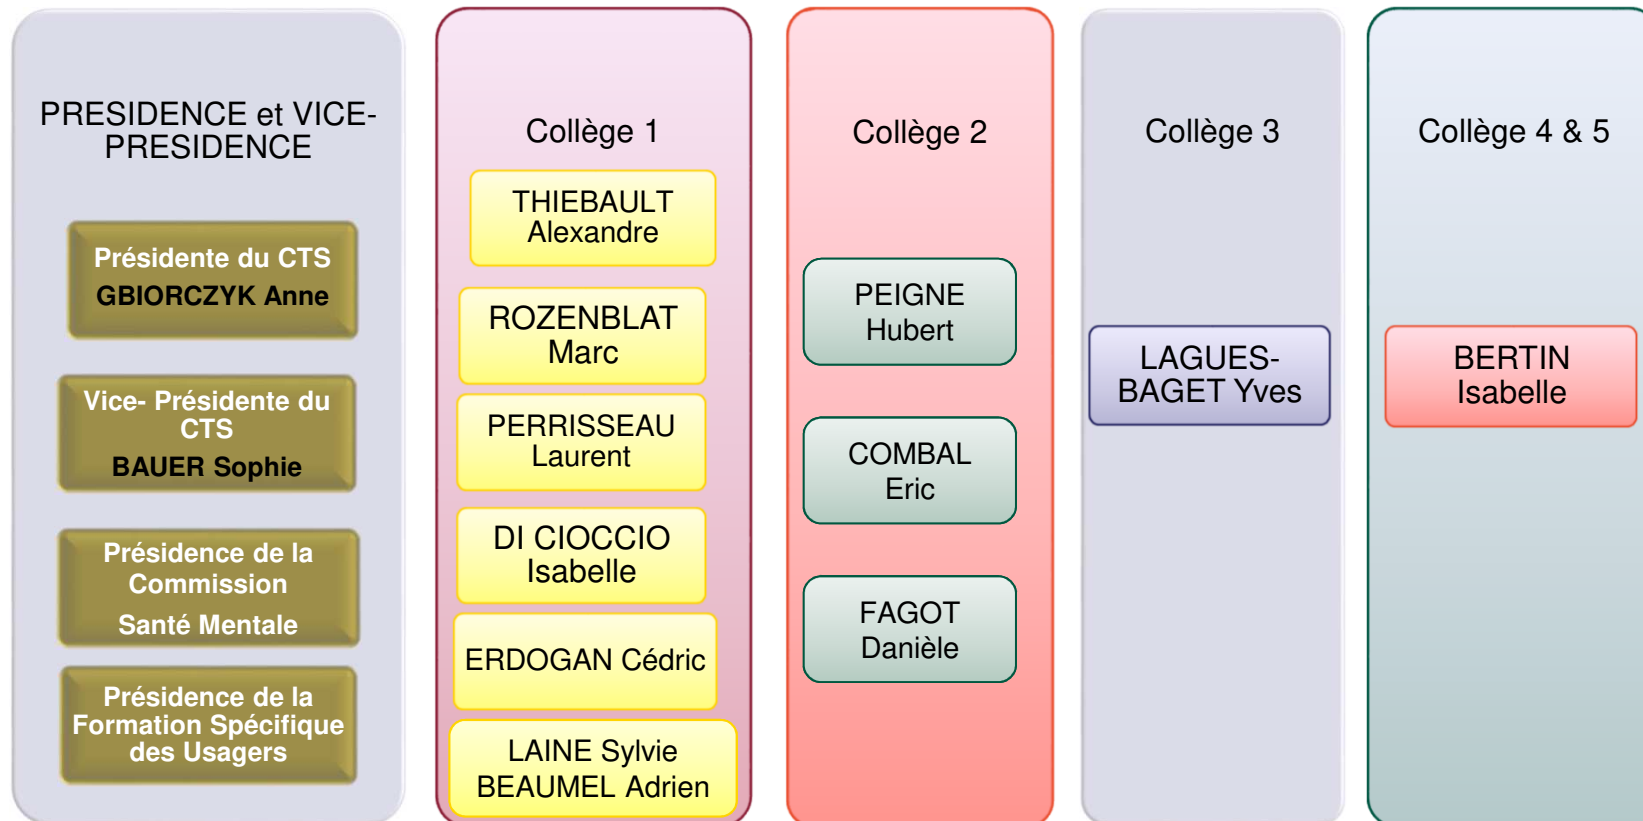 PRESIDENCE et VICE-
PRESIDENCE
Présidente du CTS
GBIORCZYK Anne
Vice- Présidente du
CTS
BAUER Sophie
Présidence de la
Commission
Santé Mentale
Présidence de la
Formation Spécifique
des Usagers
Collège 1
THIEBAULT
Alexandre
ROZENBLAT
Marc
PERRISSEAU
Laurent
DI CIOCCIO
Isabelle
ERDOGAN Cédric
LAINE Sylvie
BEAUMEL Adrien
Collège 2
PEIGNE
Hubert
COMBAL
Eric
FAGOT
Danièle
Collège 3
LAGUES-
BAGET Yves
Collège 4 & 5
BERTIN
Isabelle